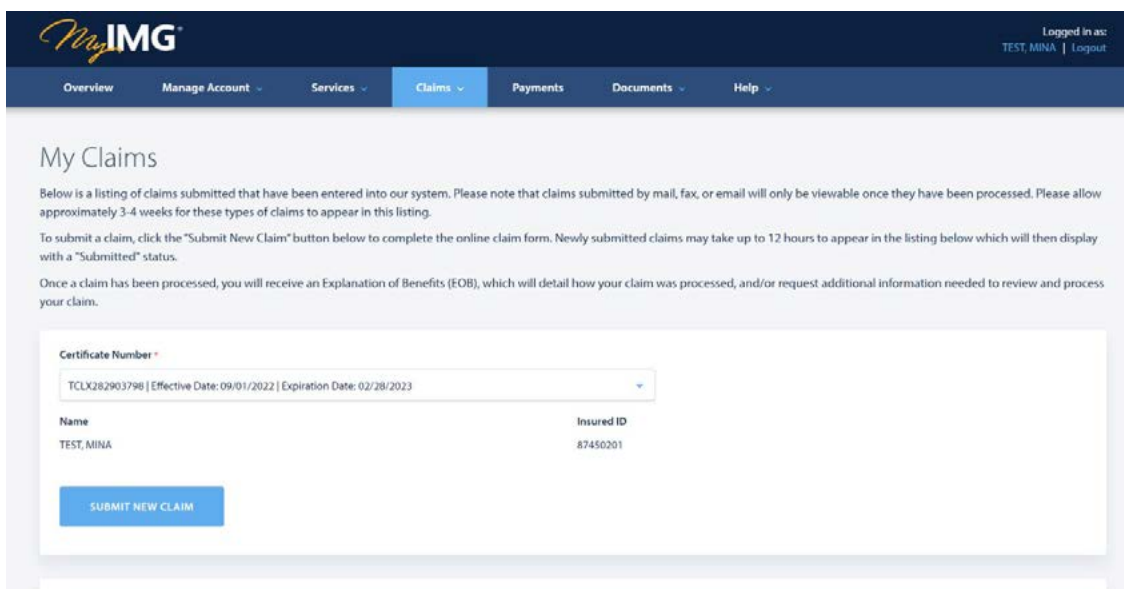 MyIMG
Logged in as:
TEST, MINA | Logout
Overview Manage Account Services Claims Payments Documents Help
My Claims
Below is a listing of claims submitted that have been entered into our system. Please note that claims submitted by mail, fax, or email will only be viewable once they have been processed. Please allow
approximately 3-4 weeks for these types of claims to appear in this listing.
To submit a claim, click the "Submit New Claim" button below to complete the online claim form. Newly submitted claims may take up to 12 hours to appear in the listing below which will then display
with a "Submitted" status.
Once a claim has been processed, you will receive an Explanation of Benefits (EOB), which will detail how your claim was processed, and/or request additional information needed to review and process
your claim.
Certificate Number *
TCLX282903798 | Effective Date: 09/01/2022 | Expiration Date: 02/28/2023
Name Insured ID
TEST, MINA 87450201
SUBMIT NEW CLAIM